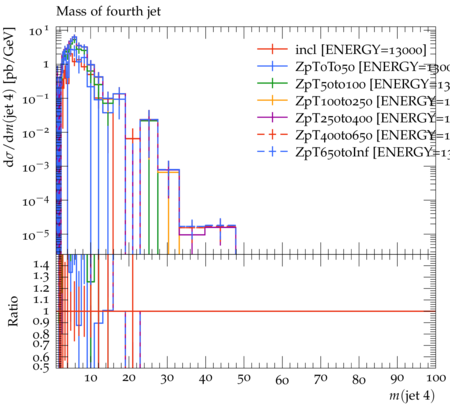 Mass of fourth jet
dσ/dm(jet 4) [pb/GeV]
10^1
1
10^-1
10^-2
10^-3
10^-4
10^-5
incl [ENERGY=13000]
ZpT0To50 [ENERGY=1300
ZpT50to100 [ENERGY=13
ZpT100to250 [ENERGY=1
ZpT250to400 [ENERGY=1
ZpT400to650 [ENERGY=1
ZpT650toInf [ENERGY=13
Ratio
1.4
1.3
1.2
1.1
1
0.9
0.8
0.7
0.6
0.5
10 20 30 40 50 60 70 80 90 100
m(jet 4)